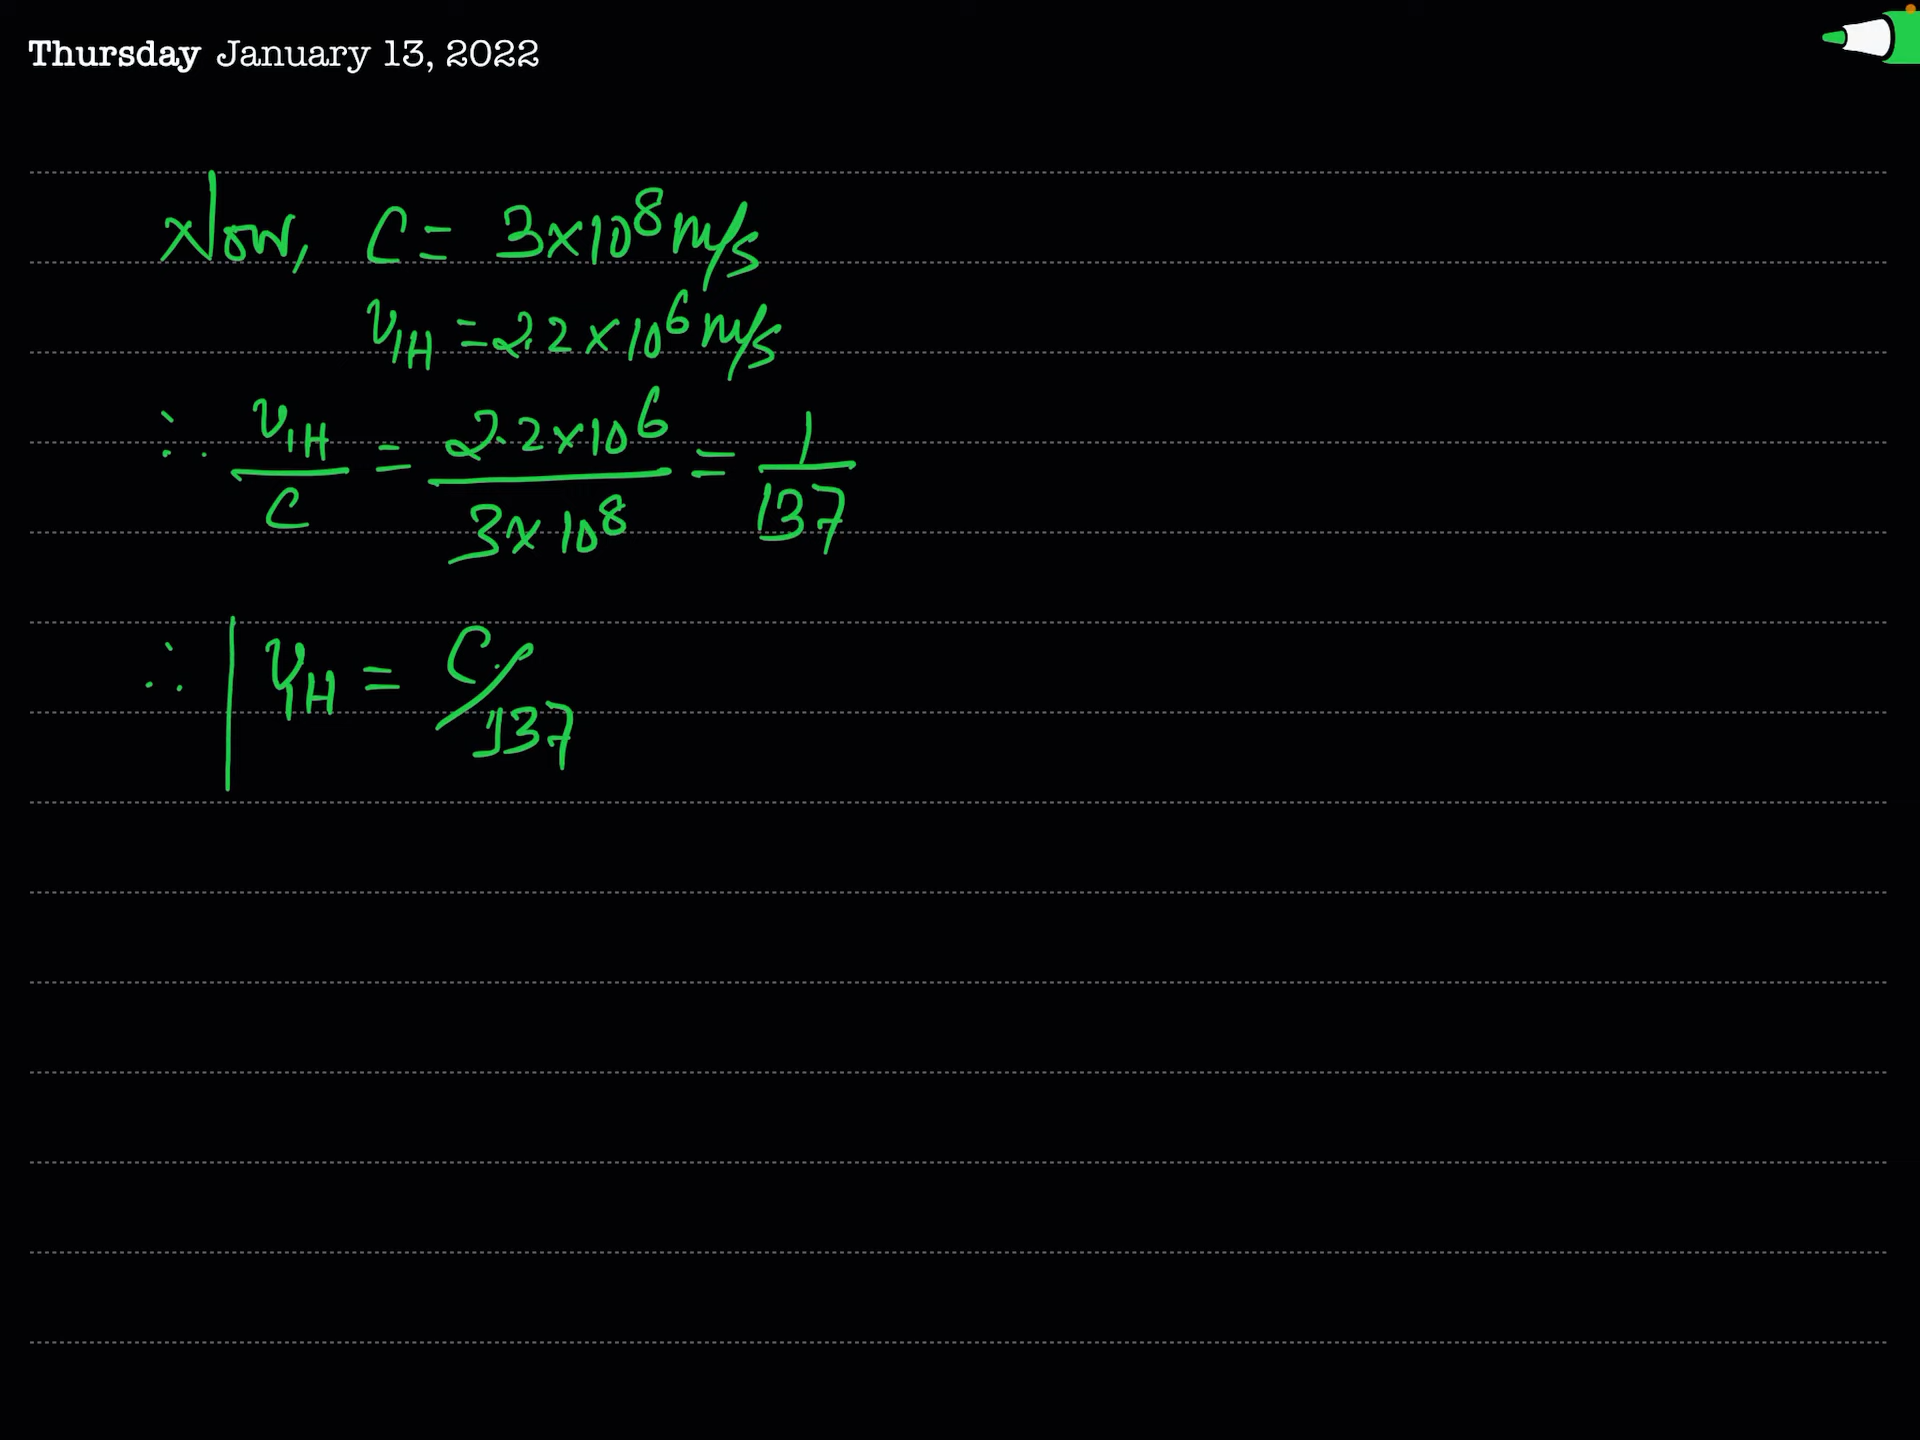 Thursday January 13, 2022
Now, C = 3×10⁸ m/s
v₁H = 2.2 × 10⁶ m/s
∴ v₁H / C = 2.2×10⁶ / 3×10⁸ = 1 / 137
∴ v₁H = C/137